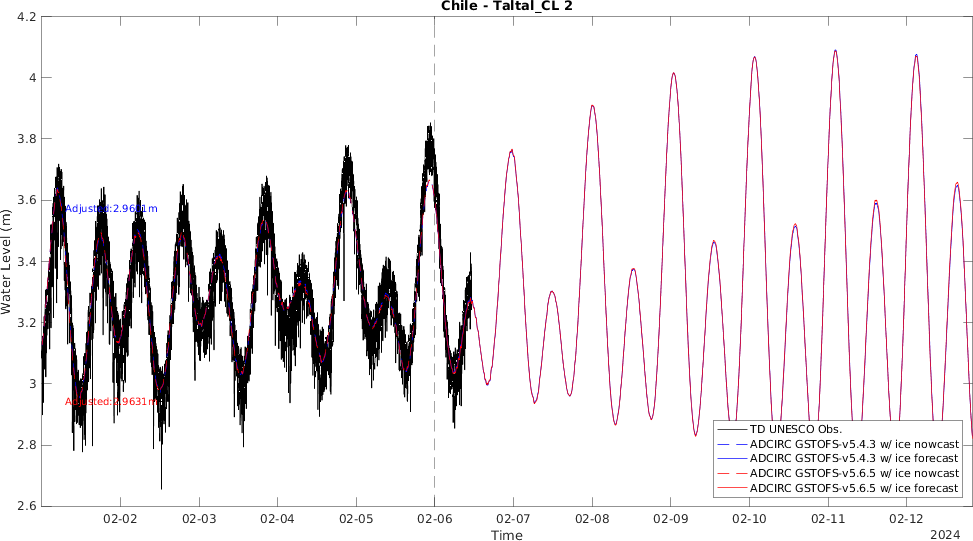 Chile - Taltal_CL 2
4.2
4
3.8
3.6
3.4
3.2
3
2.8
2.6
Water Level (m)
Adjusted:2.9661m
Adjusted:2.9631m
TD UNESCO Obs.
ADCIRC GSTOFS-v5.4.3 w/ ice nowcast
ADCIRC GSTOFS-v5.4.3 w/ ice forecast
ADCIRC GSTOFS-v5.6.5 w/ ice nowcast
ADCIRC GSTOFS-v5.6.5 w/ ice forecast
02-02 02-03 02-04 02-05 02-06 02-07 02-08 02-09 02-10 02-11 02-12
Time
2024